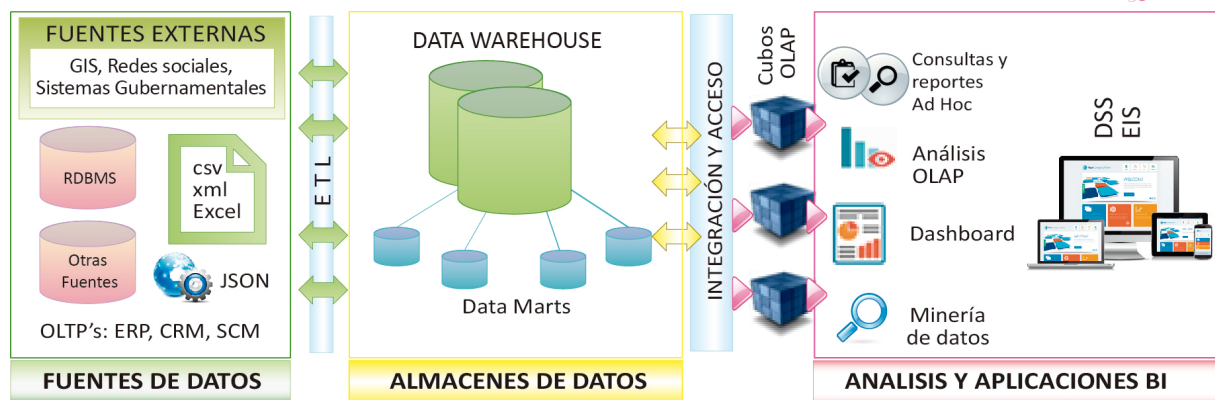 FUENTES EXTERNAS
GIS, Redes sociales,
Sistemas Gubernamentales
RDBMS
csv
xml
Excel
Otras
Fuentes
JSON
OLTP's: ERP, CRM, SCM
FUENTES DE DATOS
E T L
DATA WAREHOUSE
Data Marts
ALMACENES DE DATOS
INTEGRACIÓN Y ACCESO
Cubos
OLAP
Consultas y
reportes
Ad Hoc
Análisis
OLAP
Dashboard
Minería
de datos
DSS
EIS
ANALISIS Y APLICACIONES BI